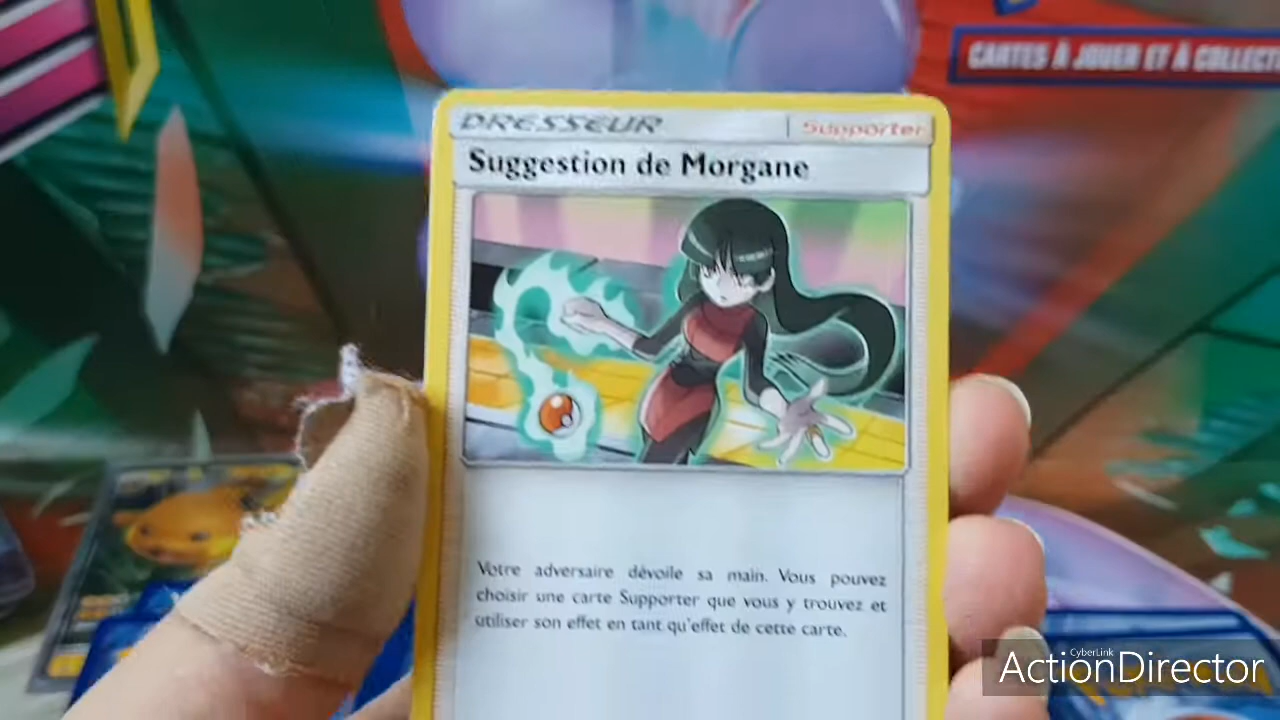 CARTES À JOUER ET À COLLECT
DRESSEUR
Supporter
Suggestion de Morgane
Votre adversaire dévoile sa main. Vous pouvez
choisir une carte Supporter que vous y trouvez et
utiliser son effet en tant qu'effet de cette carte.
CyberLink
ActionDirector